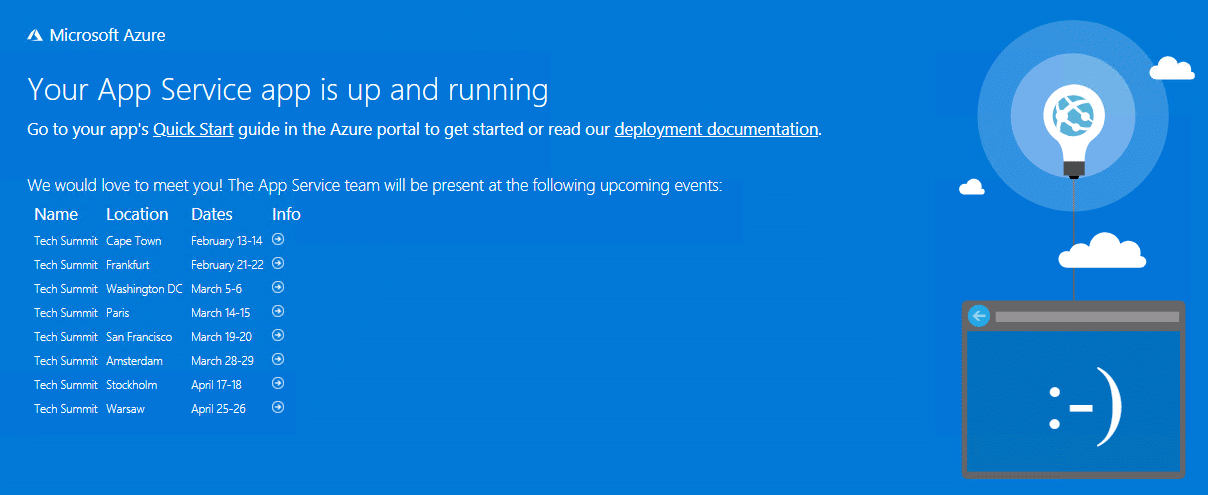 Microsoft Azure
Your App Service app is up and running
Go to your app's Quick Start guide in the Azure portal to get started or read our deployment documentation.
We would love to meet you! The App Service team will be present at the following upcoming events:
Name Location Dates Info
Tech Summit Cape Town February 13-14
Tech Summit Frankfurt February 21-22
Tech Summit Washington DC March 5-6
Tech Summit Paris March 14-15
Tech Summit San Francisco March 19-20
Tech Summit Amsterdam March 28-29
Tech Summit Stockholm April 17-18
Tech Summit Warsaw April 25-26
:-)